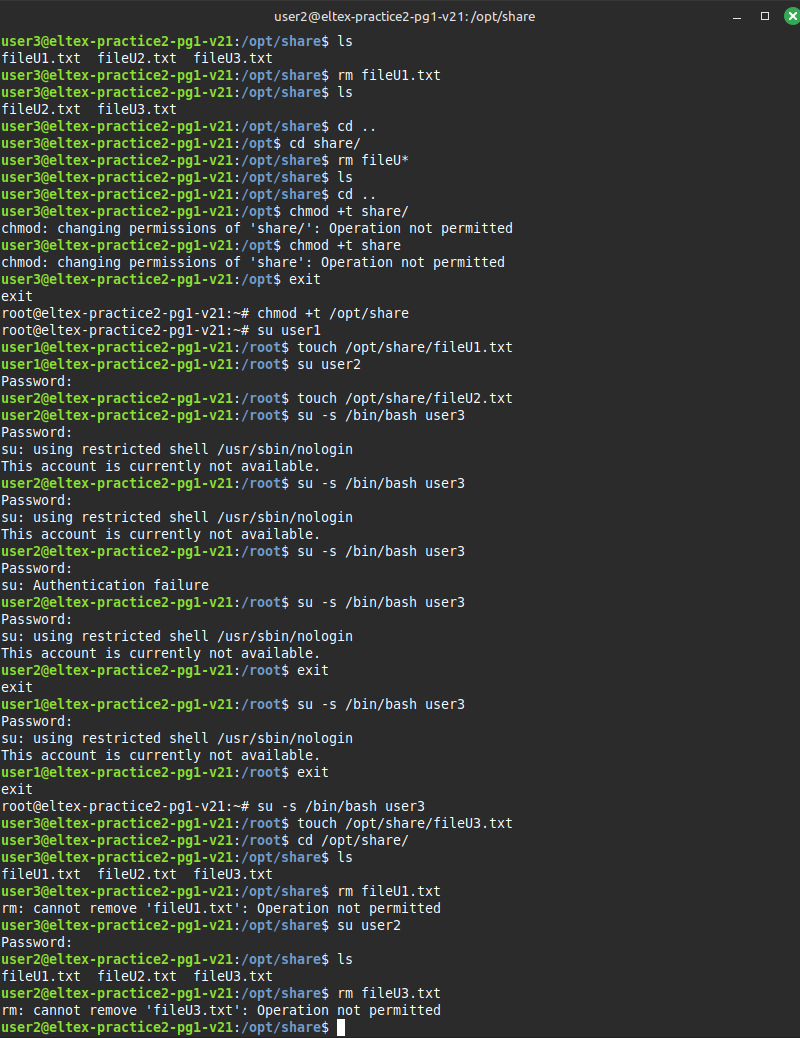 user2@eltex-practice2-pg1-v21: /opt/share
user3@eltex-practice2-pg1-v21:/opt/share$ ls
fileU1.txt  fileU2.txt  fileU3.txt
user3@eltex-practice2-pg1-v21:/opt/share$ rm fileU1.txt
user3@eltex-practice2-pg1-v21:/opt/share$ ls
fileU2.txt  fileU3.txt
user3@eltex-practice2-pg1-v21:/opt/share$ cd ..
user3@eltex-practice2-pg1-v21:/opt$ cd share/
user3@eltex-practice2-pg1-v21:/opt/share$ rm fileU*
user3@eltex-practice2-pg1-v21:/opt/share$ ls
user3@eltex-practice2-pg1-v21:/opt/share$ cd ..
user3@eltex-practice2-pg1-v21:/opt$ chmod +t share/
chmod: changing permissions of 'share/': Operation not permitted
user3@eltex-practice2-pg1-v21:/opt$ chmod +t share
chmod: changing permissions of 'share': Operation not permitted
user3@eltex-practice2-pg1-v21:/opt$ exit
exit
root@eltex-practice2-pg1-v21:~# chmod +t /opt/share
root@eltex-practice2-pg1-v21:~# su user1
user1@eltex-practice2-pg1-v21:/root$ touch /opt/share/fileU1.txt
user1@eltex-practice2-pg1-v21:/root$ su user2
Password:
user2@eltex-practice2-pg1-v21:/root$ touch /opt/share/fileU2.txt
user2@eltex-practice2-pg1-v21:/root$ su -s /bin/bash user3
Password:
su: using restricted shell /usr/sbin/nologin
This account is currently not available.
user2@eltex-practice2-pg1-v21:/root$ su -s /bin/bash user3
Password:
su: using restricted shell /usr/sbin/nologin
This account is currently not available.
user2@eltex-practice2-pg1-v21:/root$ su -s /bin/bash user3
Password:
su: Authentication failure
user2@eltex-practice2-pg1-v21:/root$ su -s /bin/bash user3
Password:
su: using restricted shell /usr/sbin/nologin
This account is currently not available.
user2@eltex-practice2-pg1-v21:/root$ exit
exit
user1@eltex-practice2-pg1-v21:/root$ su -s /bin/bash user3
Password:
su: using restricted shell /usr/sbin/nologin
This account is currently not available.
user1@eltex-practice2-pg1-v21:/root$ exit
exit
root@eltex-practice2-pg1-v21:~# su -s /bin/bash user3
user3@eltex-practice2-pg1-v21:/root$ touch /opt/share/fileU3.txt
user3@eltex-practice2-pg1-v21:/root$ cd /opt/share/
user3@eltex-practice2-pg1-v21:/opt/share$ ls
fileU1.txt  fileU2.txt  fileU3.txt
user3@eltex-practice2-pg1-v21:/opt/share$ rm fileU1.txt
rm: cannot remove 'fileU1.txt': Operation not permitted
user3@eltex-practice2-pg1-v21:/opt/share$ su user2
Password:
user2@eltex-practice2-pg1-v21:/opt/share$ ls
fileU1.txt  fileU2.txt  fileU3.txt
user2@eltex-practice2-pg1-v21:/opt/share$ rm fileU3.txt
rm: cannot remove 'fileU3.txt': Operation not permitted
user2@eltex-practice2-pg1-v21:/opt/share$